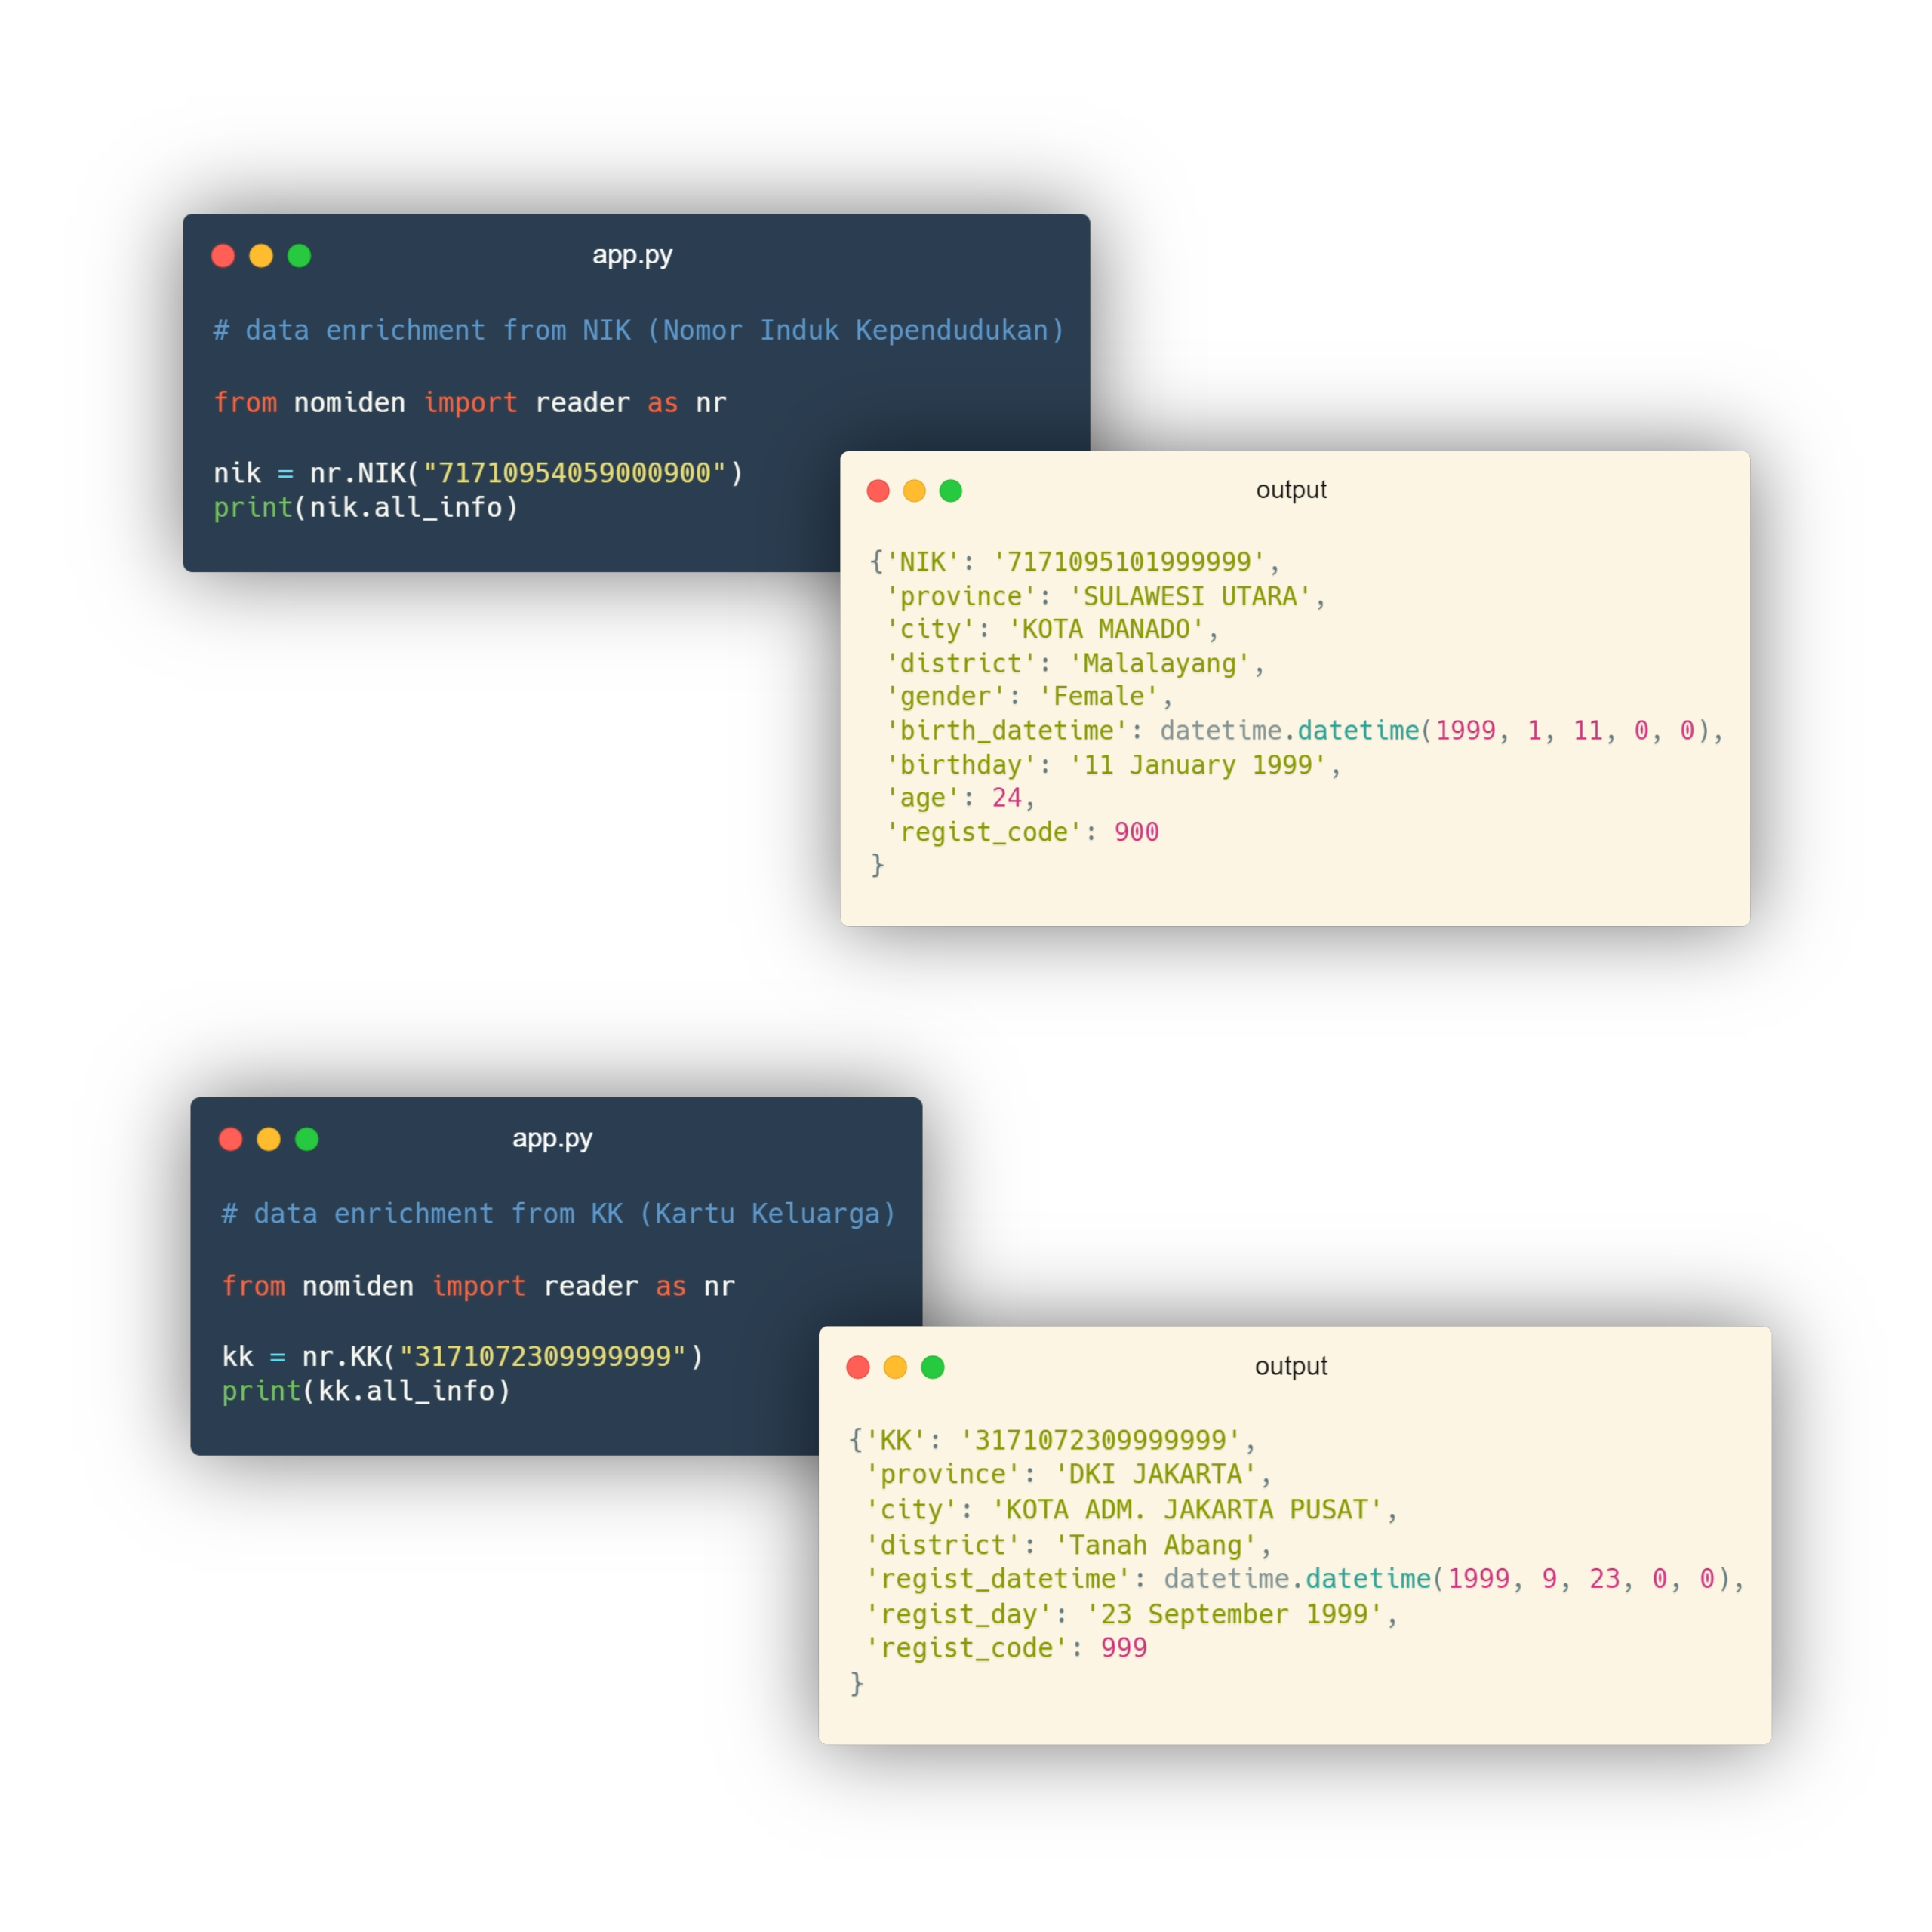 app.py
# data enrichment from NIK (Nomor Induk Kependudukan)
from nomiden import reader as nr
nik = nr.NIK("71710954059000900")
print(nik.all_info)
output
{'NIK': '7171095101999999',
'province': 'SULAWESI UTARA',
'city': 'KOTA MANADO',
'district': 'Malalayang',
'gender': 'Female',
'birth_datetime': datetime.datetime(1999, 1, 11, 0, 0),
'birthday': '11 January 1999',
'age': 24,
'regist_code': 900
}
app.py
# data enrichment from KK (Kartu Keluarga)
from nomiden import reader as nr
kk = nr.KK("3171072309999999")
print(kk.all_info)
output
{'KK': '3171072309999999',
'province': 'DKI JAKARTA',
'city': 'KOTA ADM. JAKARTA PUSAT',
'district': 'Tanah Abang',
'regist_datetime': datetime.datetime(1999, 9, 23, 0, 0),
'regist_day': '23 September 1999',
'regist_code': 999
}